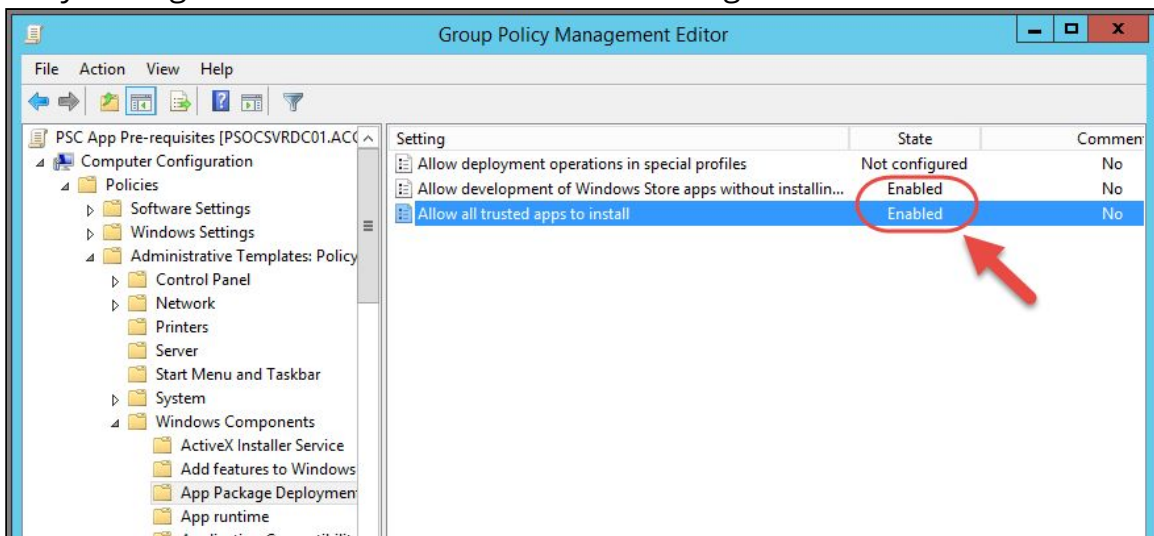 Group Policy Management Editor
File Action View Help
PSC App Pre-requisites [PSOCSVRDC01.ACC
Computer Configuration
Policies
Software Settings
Windows Settings
Administrative Templates: Policy
Control Panel
Network
Printers
Server
Start Menu and Taskbar
System
Windows Components
ActiveX Installer Service
Add features to Windows
App Package Deploymen
App runtime
Setting State Commen
Allow deployment operations in special profiles Not configured No
Allow development of Windows Store apps without installin... Enabled No
Allow all trusted apps to install Enabled No